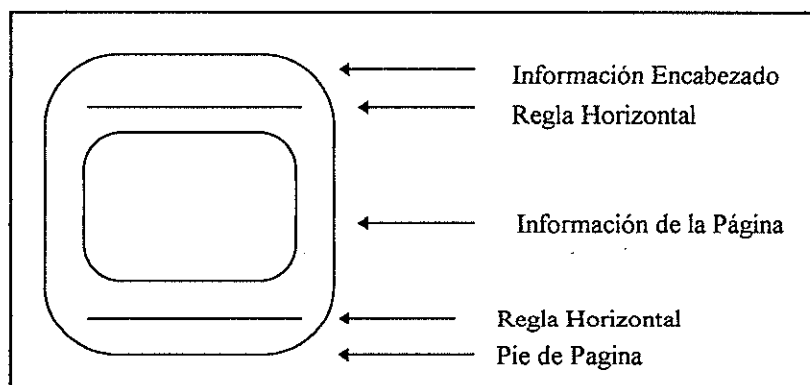 Información Encabezado
Regla Horizontal
Información de la Página
Regla Horizontal
Pie de Pagina